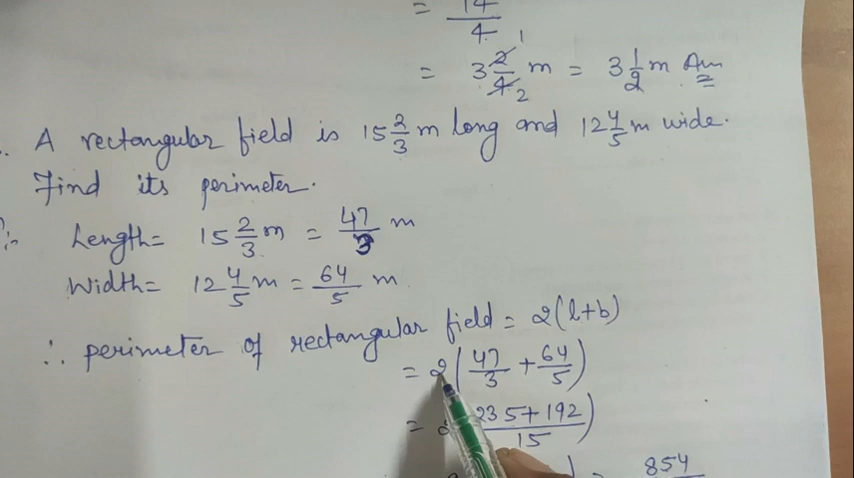 = 14/4
= 3 2/4 1 2 m = 3 1/2 m Ans
A rectangular field is 15 2/3 m long and 12 4/5 m wide.
Find its perimeter.
Length = 15 2/3 m = 47/3 m
Width = 12 4/5 m = 64/5 m.
∴ perimeter of rectangular field = 2(l+b)
= 2(47/3 + 64/5)
= 235+192/15)
= 854